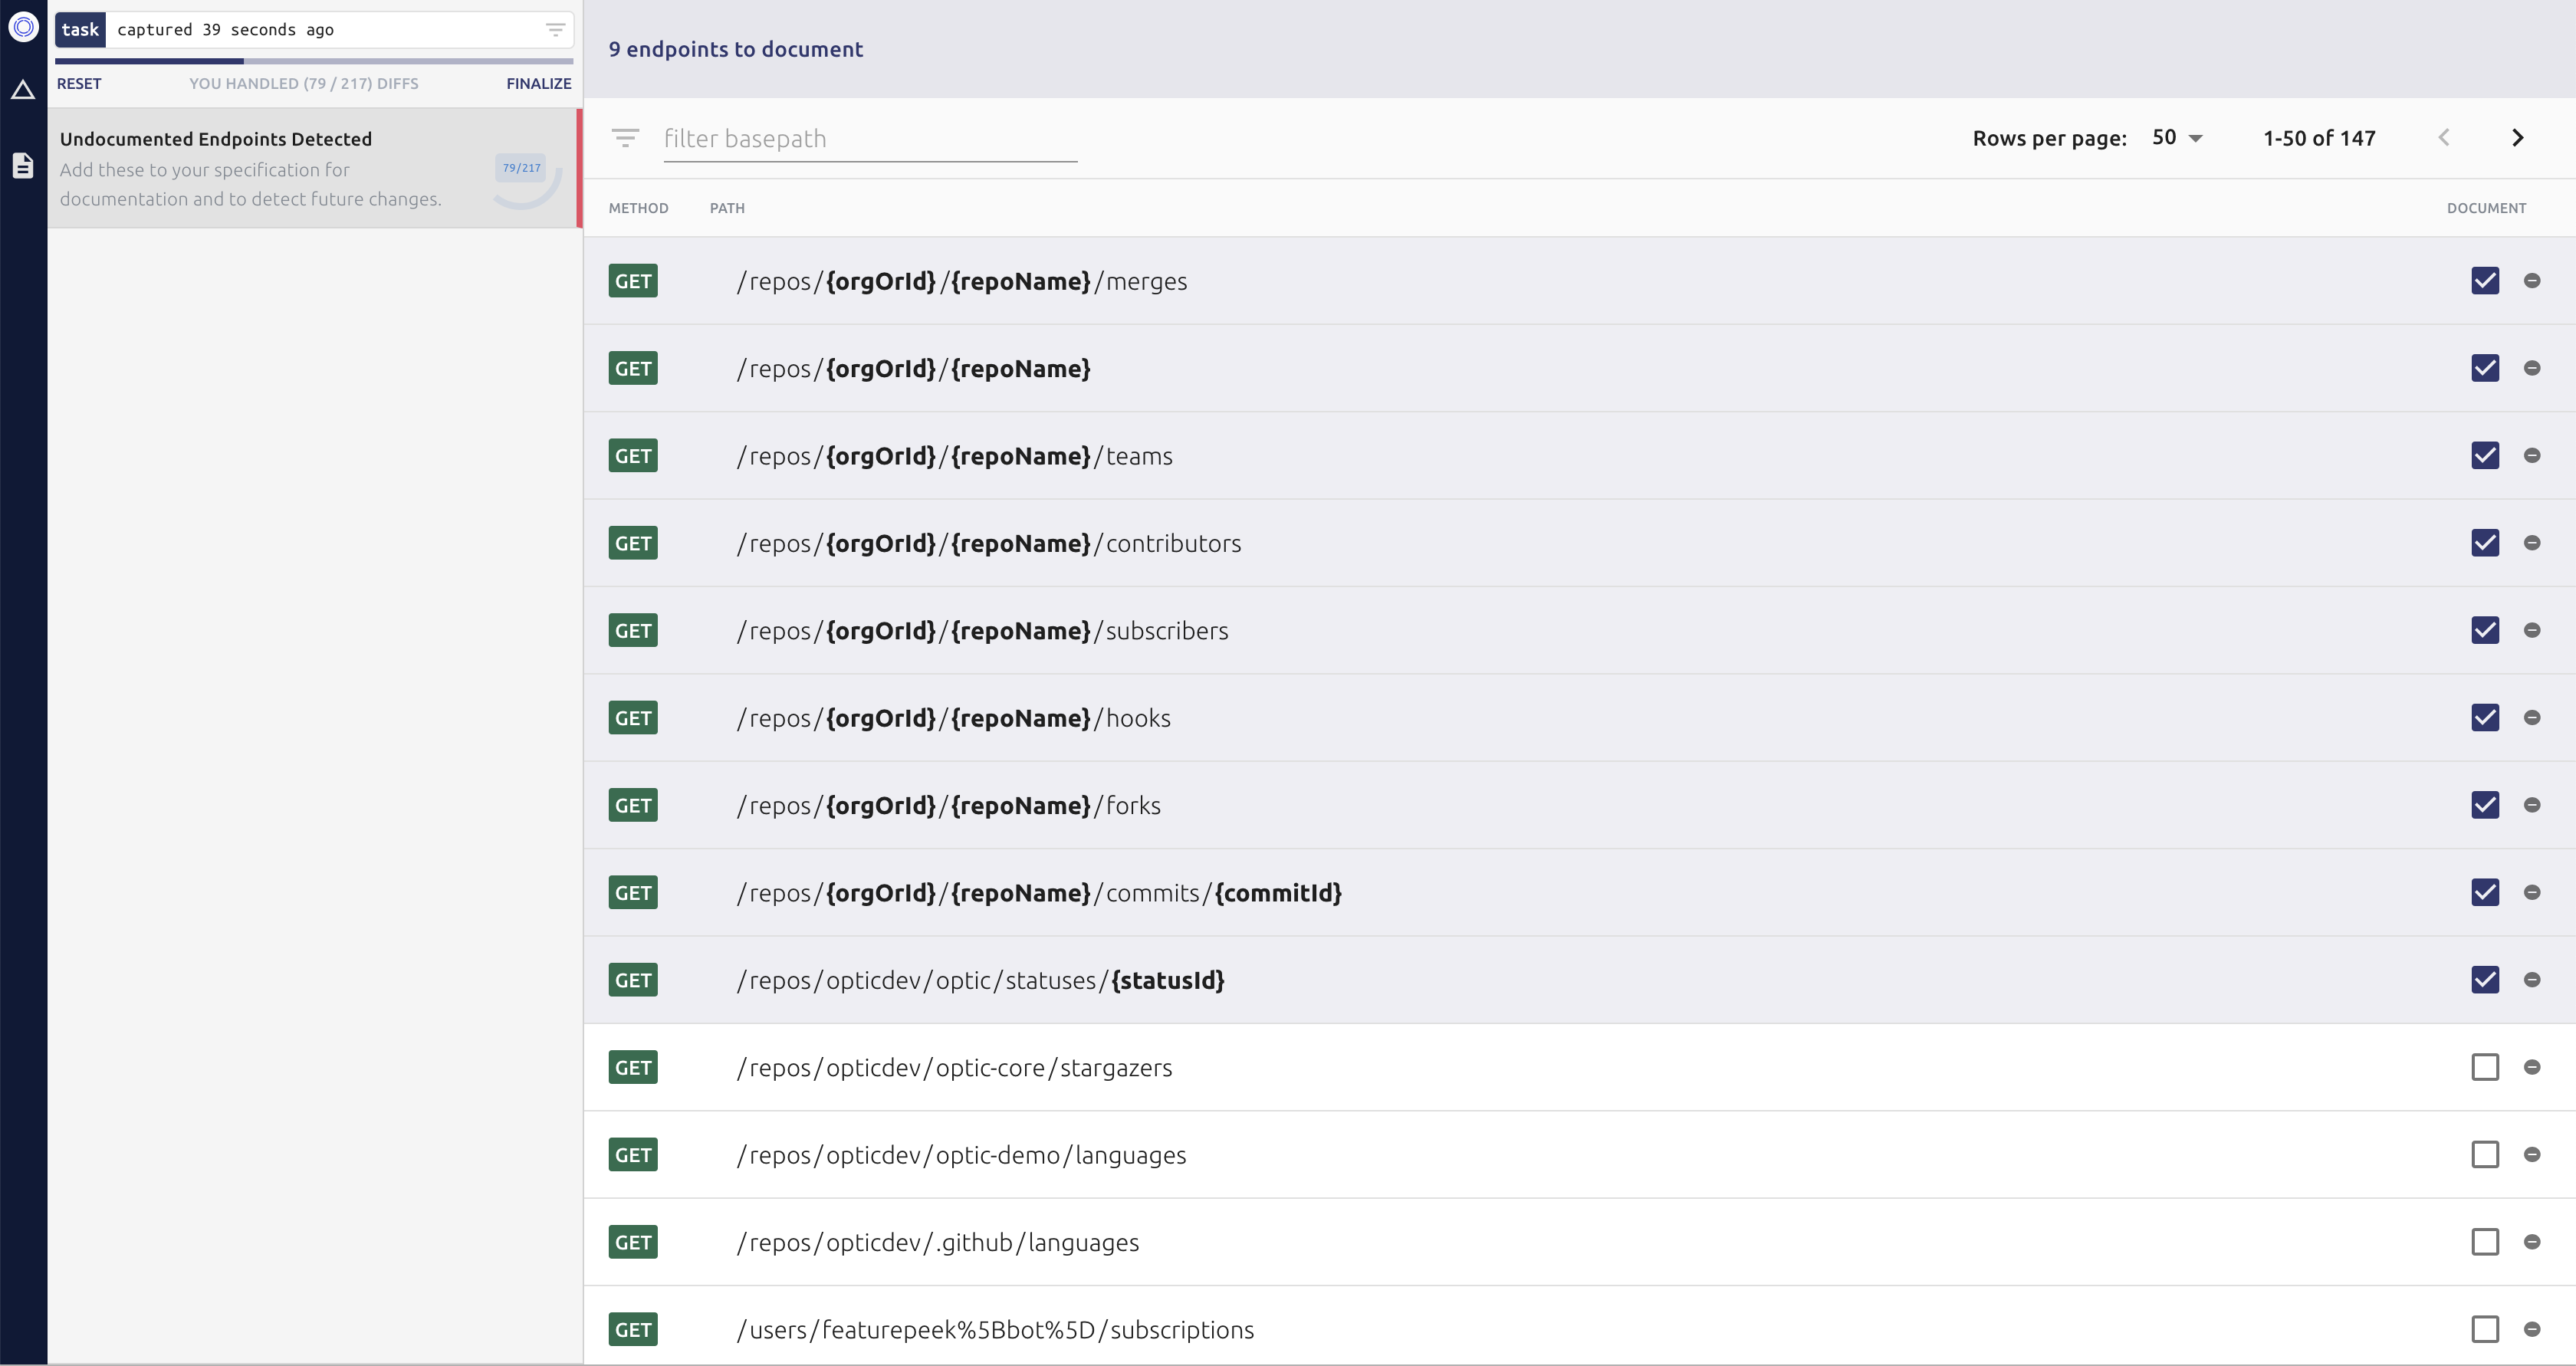 task captured 39 seconds ago
RESET YOU HANDLED (79 / 217) DIFFS FINALIZE
Undocumented Endpoints Detected
Add these to your specification for
documentation and to detect future changes.
79/217
9 endpoints to document
filter basepath
Rows per page: 50 1-50 of 147
METHOD PATH DOCUMENT
GET /repos/{orgOrId}/{repoName}/merges
GET /repos/{orgOrId}/{repoName}
GET /repos/{orgOrId}/{repoName}/teams
GET /repos/{orgOrId}/{repoName}/contributors
GET /repos/{orgOrId}/{repoName}/subscribers
GET /repos/{orgOrId}/{repoName}/hooks
GET /repos/{orgOrId}/{repoName}/forks
GET /repos/{orgOrId}/{repoName}/commits/{commitId}
GET /repos/opticdev/optic/statuses/{statusId}
GET /repos/opticdev/optic-core/stargazers
GET /repos/opticdev/optic-demo/languages
GET /repos/opticdev/.github/languages
GET /users/featurepeek%5Bbot%5D/subscriptions